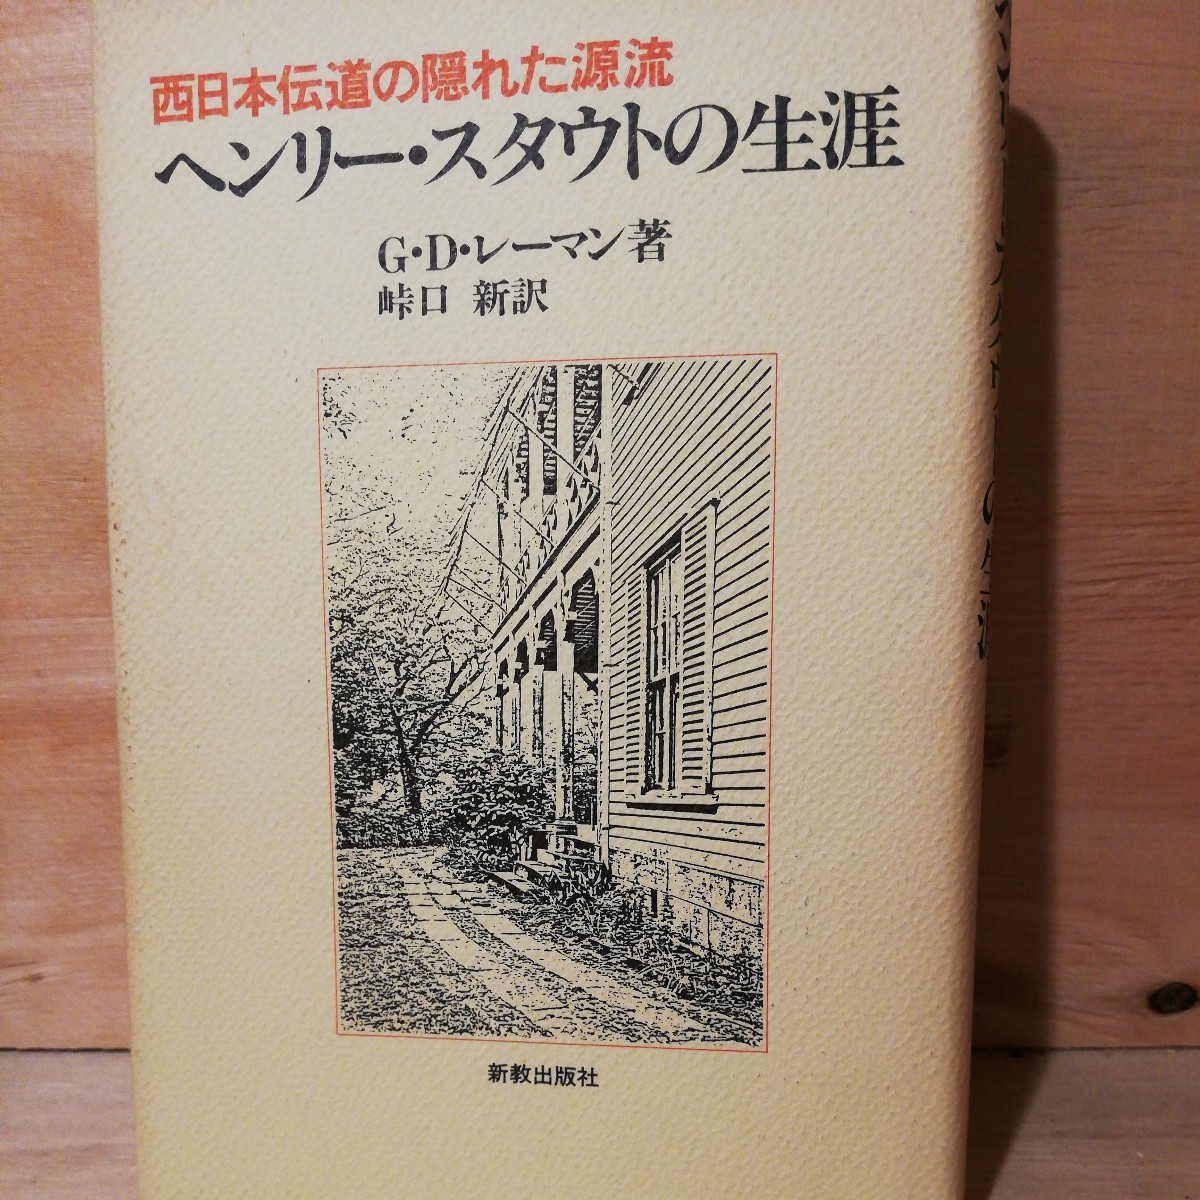 西日本伝道の隠れた源流
ヘンリー・スタウトの生涯
G・D・レーマン著
峠口 新訳
新教出版社